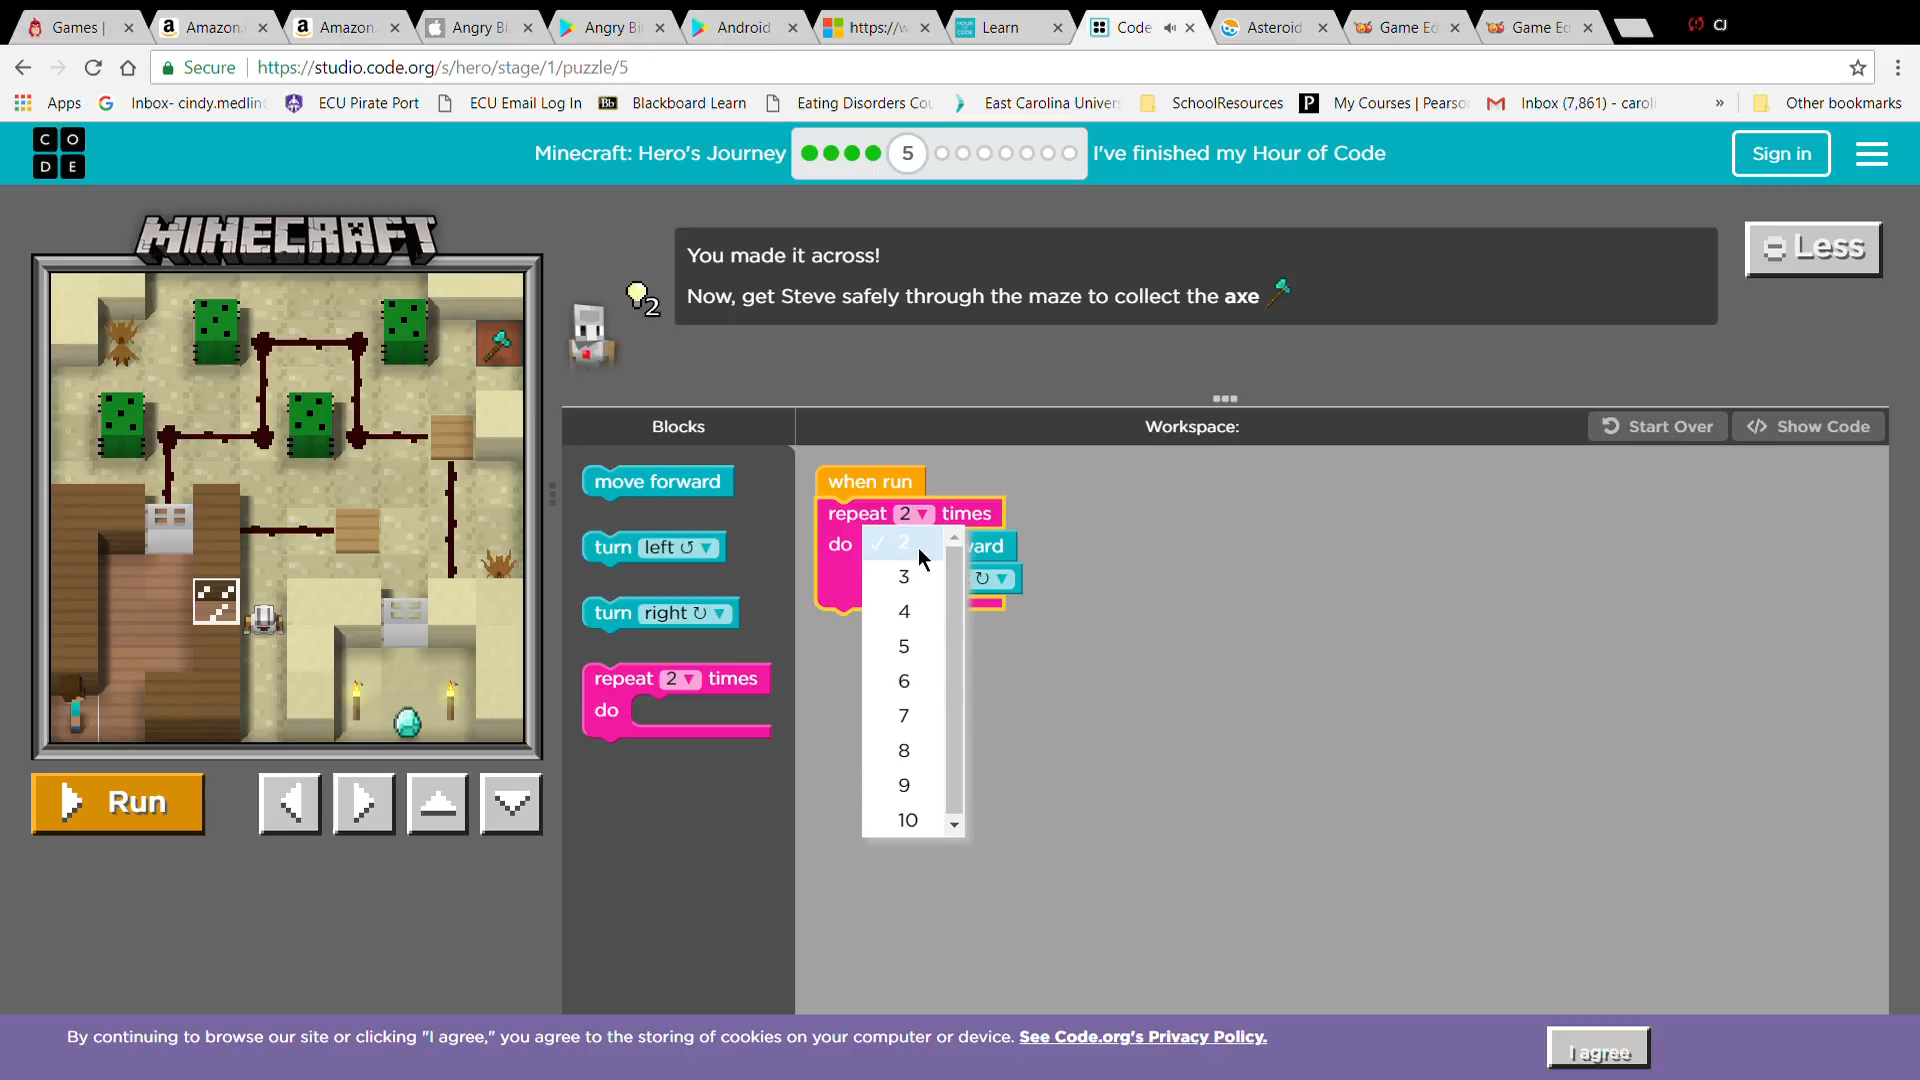 Games |
Amazon.
Amazon.
Angry Bi
Angry Bi
Android
https://w
Learn
Code
Asteroid
Game Ed
Game Ed
CJ
Secure
https://studio.code.org/s/hero/stage/1/puzzle/5
Apps
Inbox- cindy.medlin
ECU Pirate Port
ECU Email Log In
Bb
Blackboard Learn
Eating Disorders Co
East Carolina Univer
SchoolResources
P
My Courses | Pearso
Inbox (7,861) - caroli
»
Other bookmarks
C O
D E
Minecraft: Hero's Journey
5
I've finished my Hour of Code
Sign in
MINECRAFT
2
You made it across!
Now, get Steve safely through the maze to collect the axe
Less
Blocks
Workspace:
Start Over
</> Show Code
move forward
turn left ↺ ▼
turn right ↻ ▼
repeat 2 ▼ times
do
when run
repeat 2 ▼ times
do
✓ 2
ward
↻ ▼
3
4
5
6
7
8
9
10
Run
By continuing to browse our site or clicking "I agree," you agree to the storing of cookies on your computer or device. See Code.org's Privacy Policy.
I agree